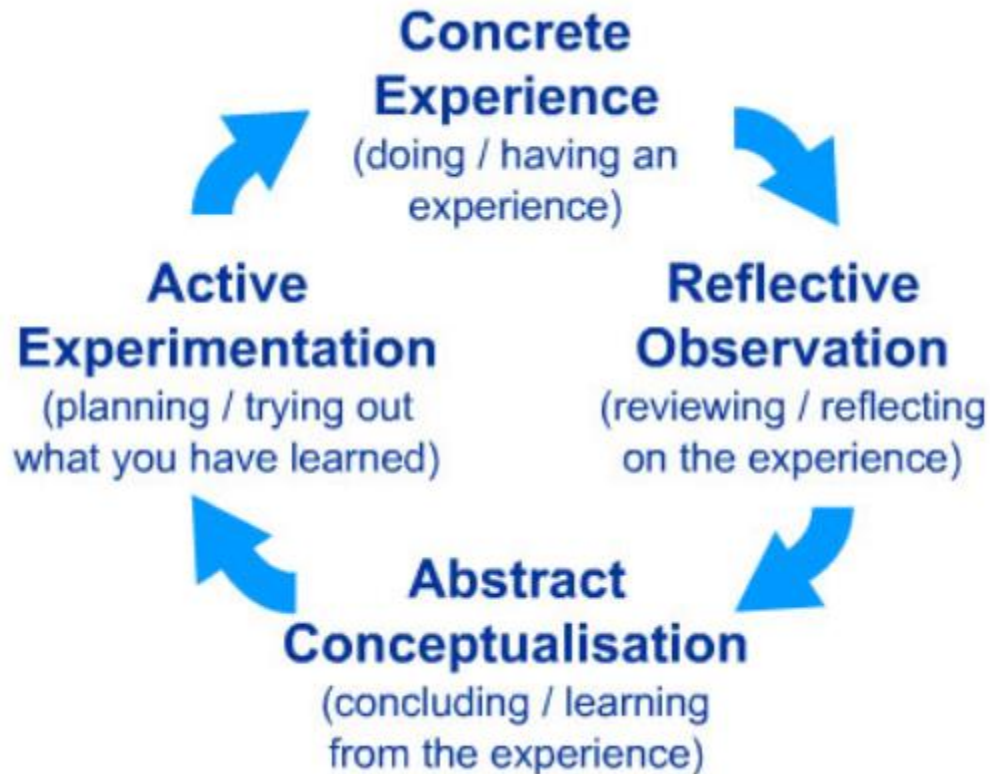 Concrete
Experience
(doing / having an
experience)
Reflective
Observation
(reviewing / reflecting
on the experience)
Abstract
Conceptualisation
(concluding / learning
from the experience)
Active
Experimentation
(planning / trying out
what you have learned)